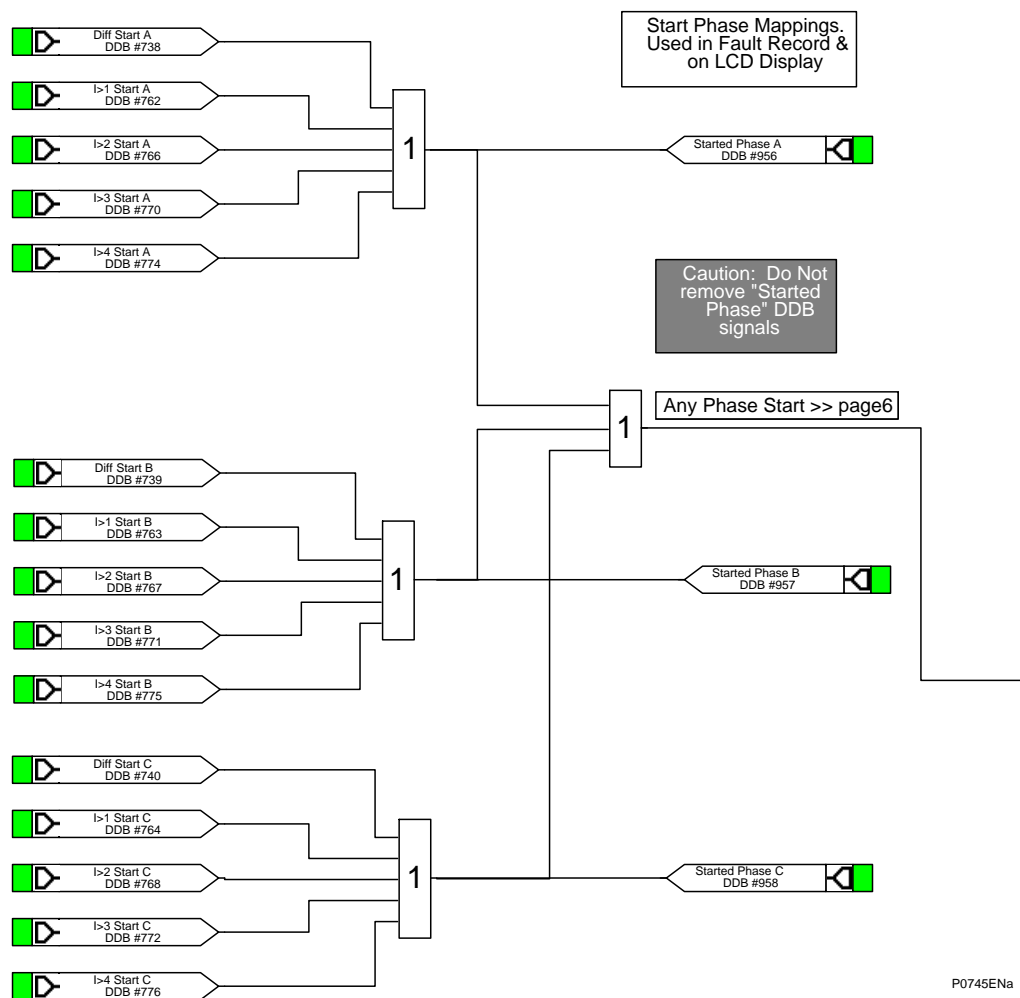 Start Phase Mappings.
Used in Fault Record &
on LCD Display
Diff Start A
DDB #738
I>1 Start A
DDB #762
I>2 Start A
DDB #766
I>3 Start A
DDB #770
I>4 Start A
DDB #774
1
Started Phase A
DDB #956
Caution: Do Not
remove "Started
Phase" DDB
signals
1
Any Phase Start >> page6
Diff Start B
DDB #739
I>1 Start B
DDB #763
I>2 Start B
DDB #767
I>3 Start B
DDB #771
I>4 Start B
DDB #775
1
Started Phase B
DDB #957
Diff Start C
DDB #740
I>1 Start C
DDB #764
I>2 Start C
DDB #768
I>3 Start C
DDB #772
I>4 Start C
DDB #776
1
Started Phase C
DDB #958
P0745ENa